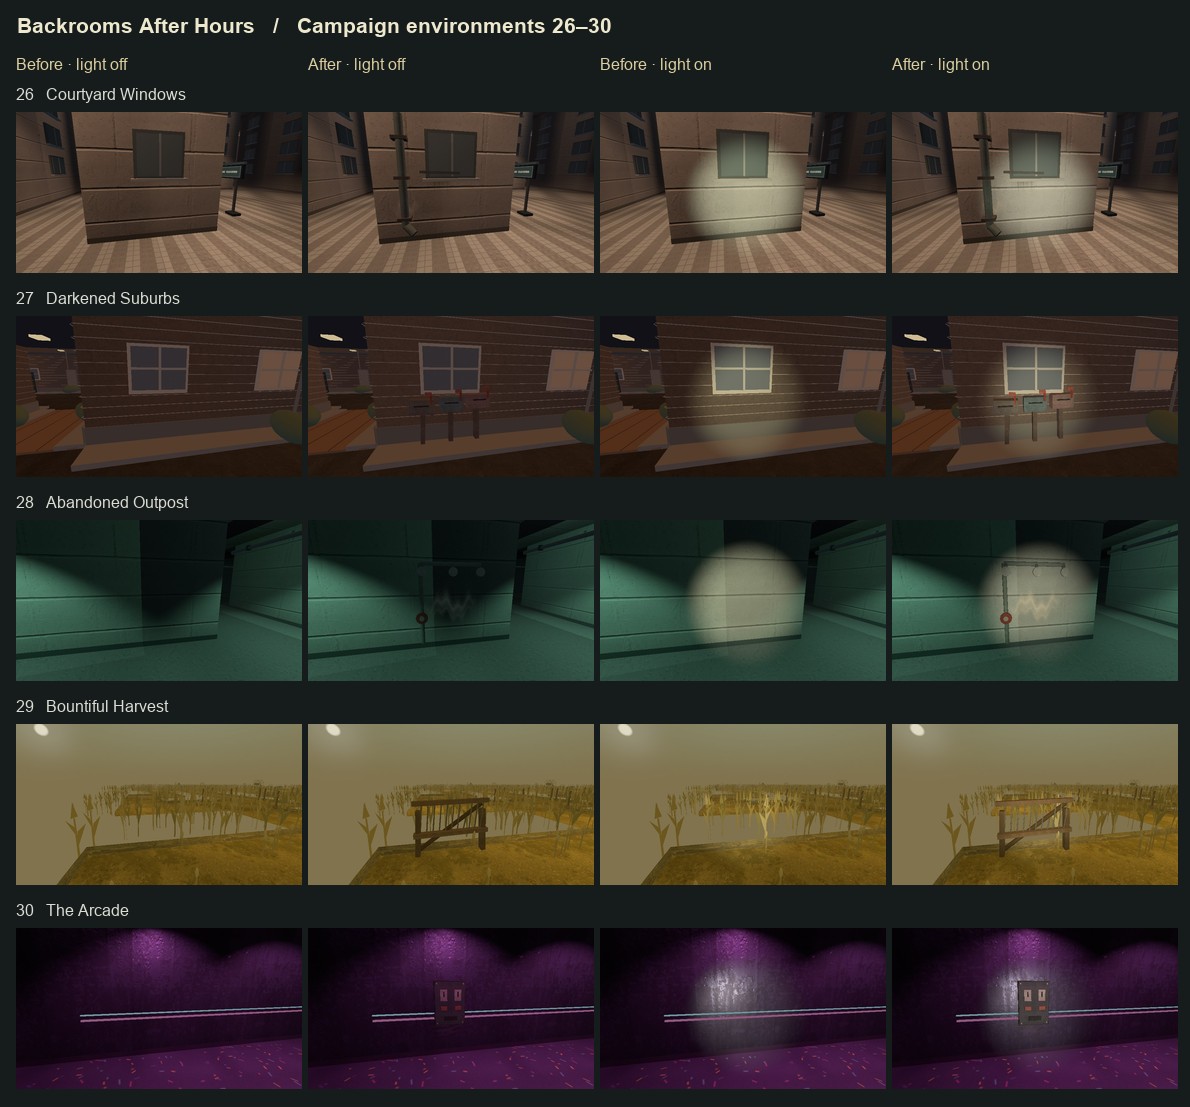 Backrooms After Hours / Campaign environments 26–30
Before · light off After · light off Before · light on After · light on
26 Courtyard Windows
27 Darkened Suburbs
28 Abandoned Outpost
29 Bountiful Harvest
30 The Arcade